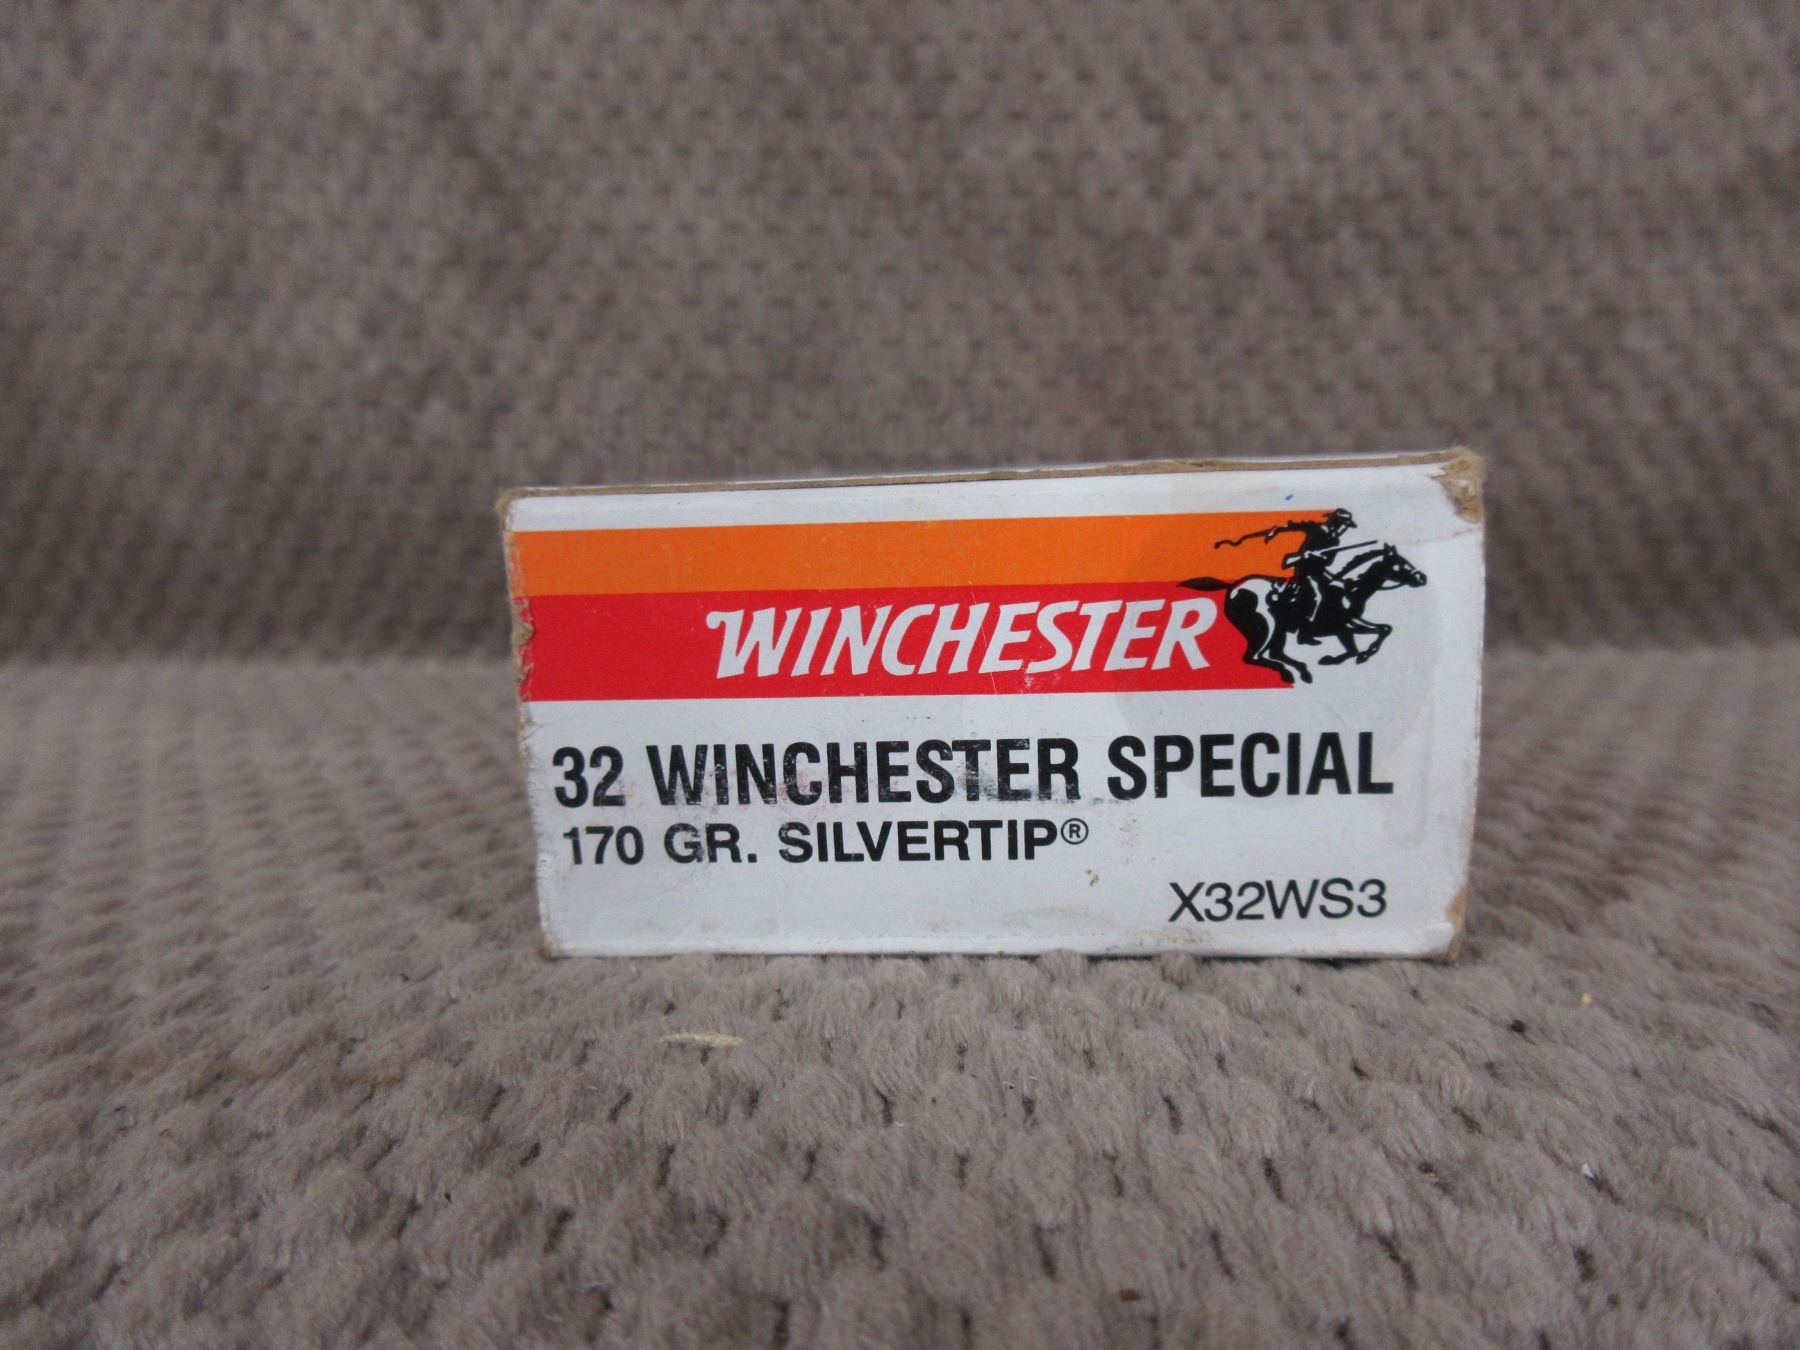 WINCHESTER
32 WINCHESTER SPECIAL
170 GR. SILVERTIP®
X32WS3